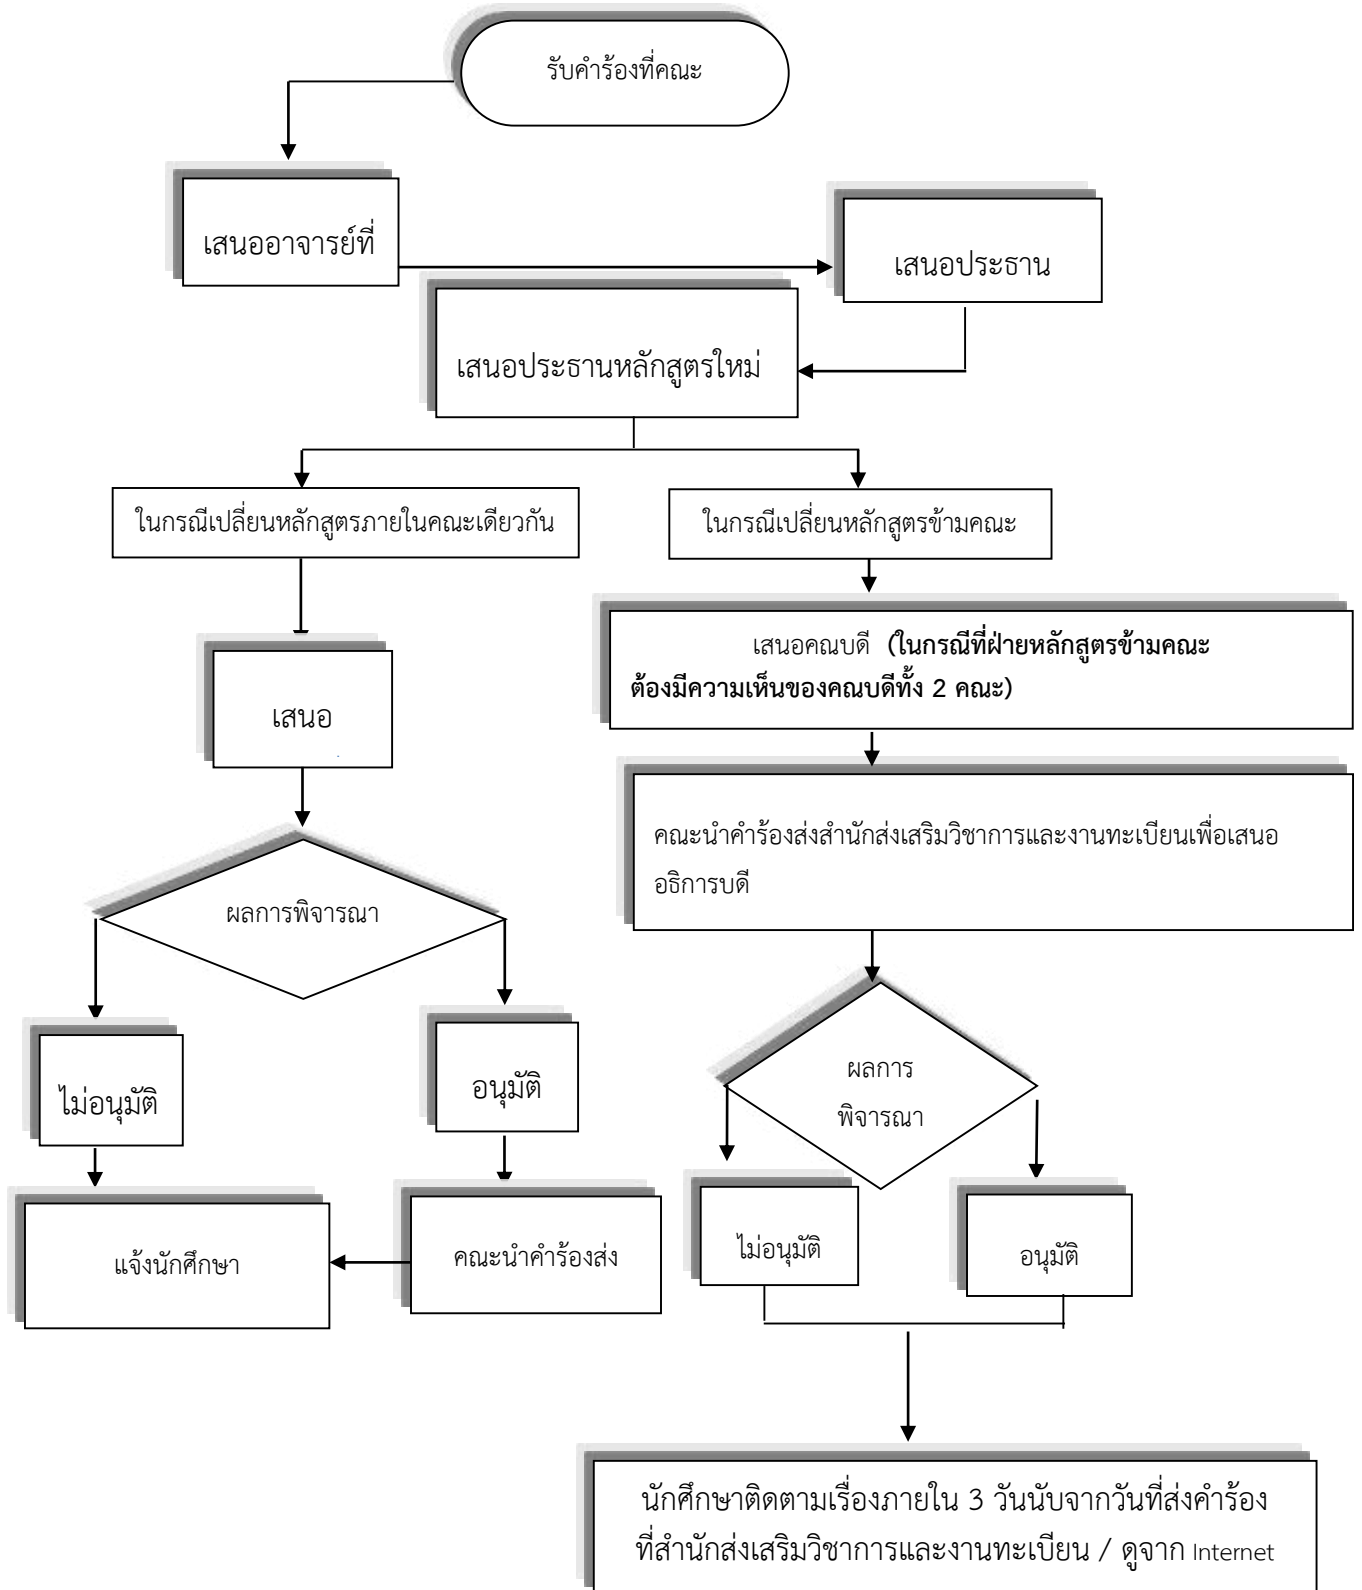 รับคำร้องที่คณะ
เสนออาจารย์ที่
เสนอประธาน
เสนอประธานหลักสูตรใหม่
ในกรณีเปลี่ยนหลักสูตรภายในคณะเดียวกัน
ในกรณีเปลี่ยนหลักสูตรข้ามคณะ
เสนอคณบดี (ในกรณีที่ฝ่ายหลักสูตรข้ามคณะ
ต้องมีความเห็นของคณบดีทั้ง 2 คณะ)
เสนอ
คณะนำคำร้องส่งสำนักส่งเสริมวิชาการและงานทะเบียนเพื่อเสนอ
อธิการบดี
ผลการพิจารณา
ไม่อนุมัติ
อนุมัติ
ผลการ
พิจารณา
แจ้งนักศึกษา
คณะนำคำร้องส่ง
ไม่อนุมัติ
อนุมัติ
นักศึกษาติดตามเรื่องภายใน 3 วันนับจากวันที่ส่งคำร้อง
ที่สำนักส่งเสริมวิชาการและงานทะเบียน / ดูจาก Internet